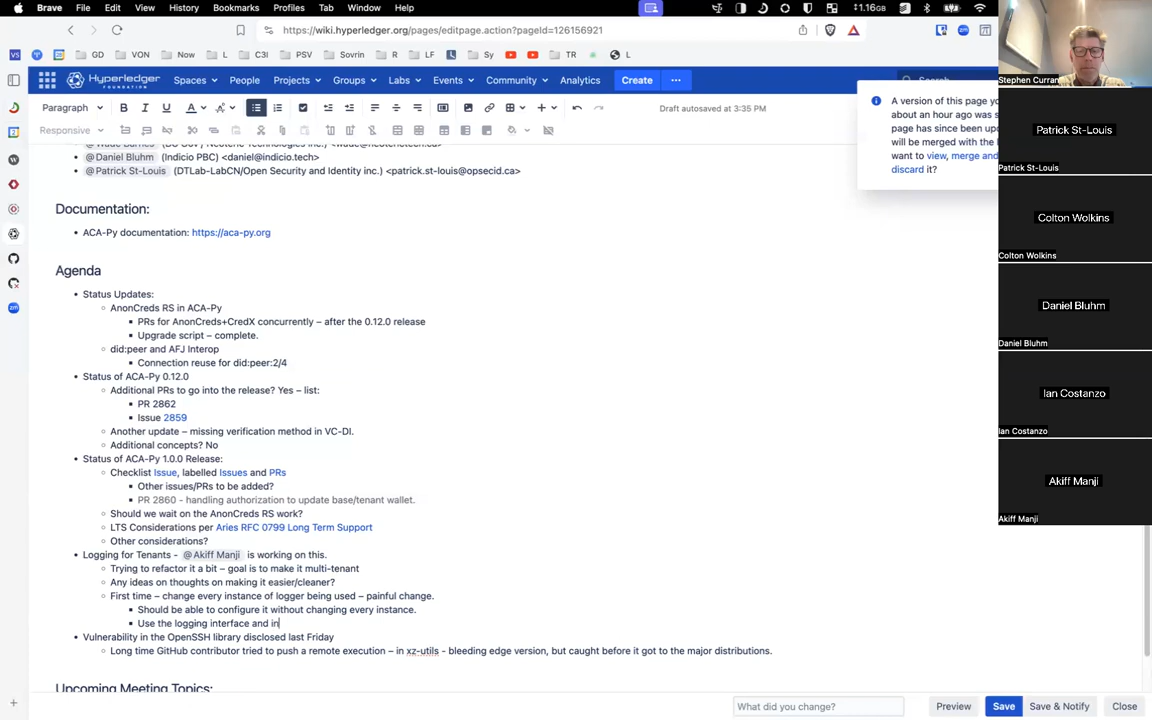 Brave File Edit View History Bookmarks Profiles Tab Window Help 1.16GB
https://wiki.hyperledger.org/pages/editpage.action?pageId=126156921
GD VON Now L C3I PSV Sovrin R LF Sy TR L
HYPERLEDGER FOUNDATION Spaces People Projects Groups Labs Events Community Analytics Create ... Search
Paragraph B I U A Draft autosaved at 3:35 PM
Responsive
A version of this page yo
about an hour ago was s
page has since been upd
will be merged with the l
want to view, merge and
discard it?
@Daniel Bluhm (Indicio PBC) <daniel@indicio.tech>
@Patrick St-Louis (DTLab-LabCN/Open Security and Identity inc.) <patrick.st-louis@opsecid.ca>
Documentation:
ACA-Py documentation: https://aca-py.org
Agenda
Status Updates:
AnonCreds RS in ACA-Py
PRs for AnonCreds+CredX concurrently – after the 0.12.0 release
Upgrade script – complete.
did:peer and AFJ Interop
Connection reuse for did:peer:2/4
Status of ACA-Py 0.12.0
Additional PRs to go into the release? Yes – list:
PR 2862
Issue 2859
Another update – missing verification method in VC-DI.
Additional concepts? No
Status of ACA-Py 1.0.0 Release:
Checklist Issue, labelled Issues and PRs
Other issues/PRs to be added?
PR 2860 - handling authorization to update base/tenant wallet.
Should we wait on the AnonCreds RS work?
LTS Considerations per Aries RFC 0799 Long Term Support
Other considerations?
Logging for Tenants - @Akiff Manji is working on this.
Trying to refactor it a bit – goal is to make it multi-tenant
Any ideas on thoughts on making it easier/cleaner?
First time – change every instance of logger being used – painful change.
Should be able to configure it without changing every instance.
Use the logging interface and in
Vulnerability in the OpenSSH library disclosed last Friday
Long time GitHub contributor tried to push a remote execution – in xz-utils - bleeding edge version, but caught before it got to the major distributions.
Upcoming Meeting Topics:
What did you change? Preview Save Save & Notify Close
Stephen Curran
Patrick St-Louis
Patrick St-Louis
Colton Wolkins
Colton Wolkins
Daniel Bluhm
Daniel Bluhm
Ian Costanzo
Ian Costanzo
Akiff Manji
Akiff Manji